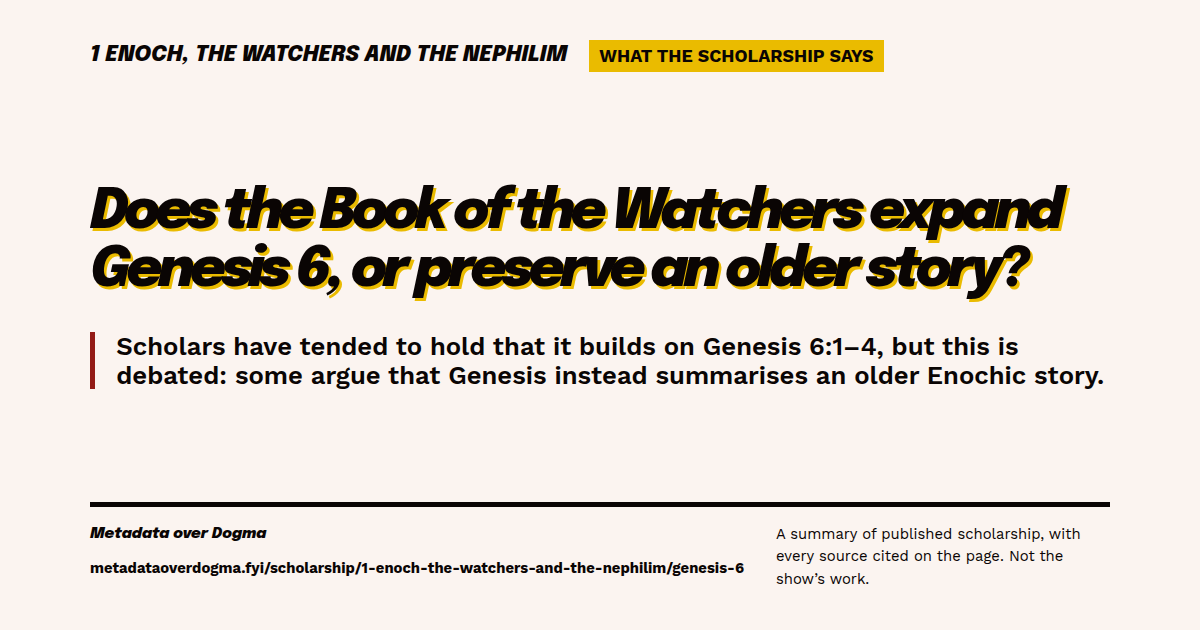 1 ENOCH, THE WATCHERS AND THE NEPHILIM
WHAT THE SCHOLARSHIP SAYS
Does the Book of the Watchers expand
Genesis 6, or preserve an older story?
Scholars have tended to hold that it builds on Genesis 6:1–4, but this is
debated: some argue that Genesis instead summarises an older Enochic story.
Metadata over Dogma
metadataoverdogma.fyi/scholarship/1-enoch-the-watchers-and-the-nephilim/genesis-6
A summary of published scholarship, with
every source cited on the page. Not the
show’s work.